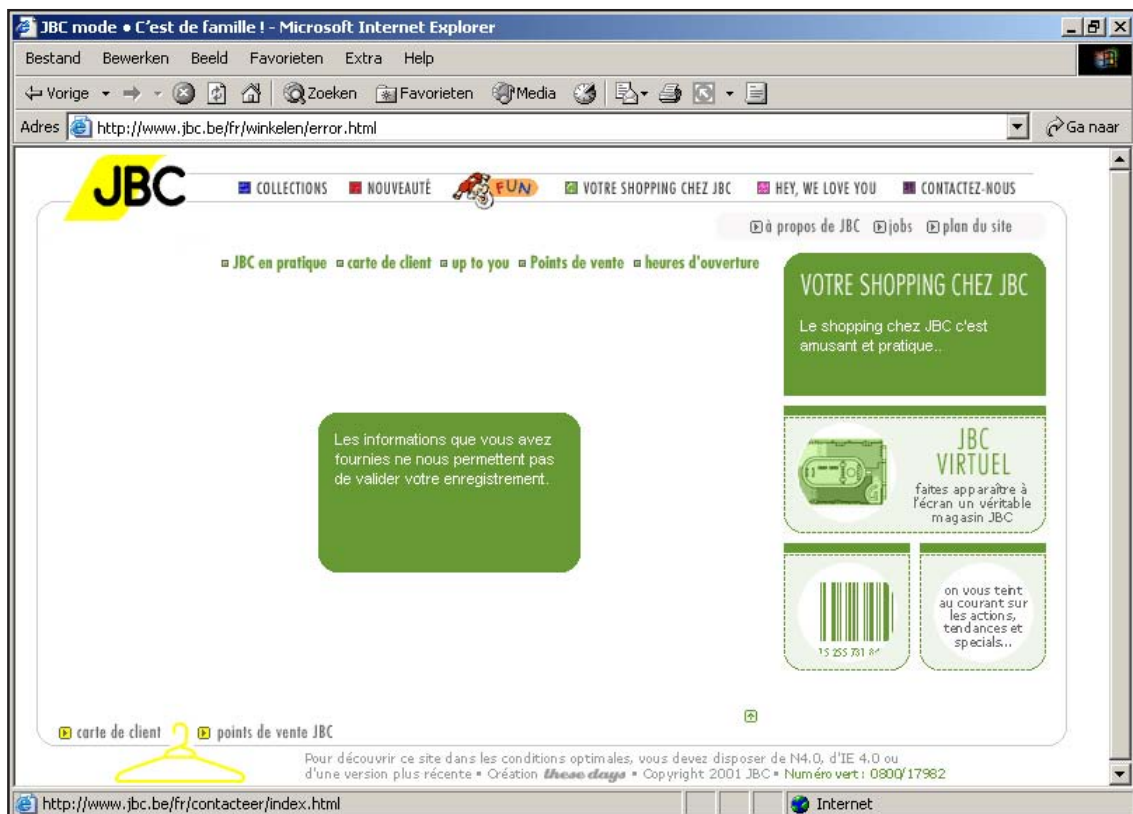 JBC mode • C'est de famille ! - Microsoft Internet Explorer
Bestand Bewerken Beeld Favorieten Extra Help
Vorige Zoeken Favorieten Media
Adres http://www.jbc.be/fr/winkelen/error.html Ga naar
JBC COLLECTIONS NOUVEAUTÉ FUN VOTRE SHOPPING CHEZ JBC HEY, WE LOVE YOU CONTACTEZ-NOUS
à propos de JBC jobs plan du site
JBC en pratique carte de client up to you Points de vente heures d'ouverture
VOTRE SHOPPING CHEZ JBC
Le shopping chez JBC c'est
amusant et pratique..
Les informations que vous avez
fournies ne nous permettent pas
de valider votre enregistrement.
JBC
VIRTUEL
faites apparaître à
l'écran un véritable
magasin JBC
on vous teint
au courant sur
les actions,
tendances et
specials...
carte de client points de vente JBC
Pour découvrir ce site dans les conditions optimales, vous devez disposer de N4.0, d'IE 4.0 ou
d'une version plus récente • Création these days • Copyright 2001 JBC • Numéro vert : 0800/17982
http://www.jbc.be/fr/contacteer/index.html Internet